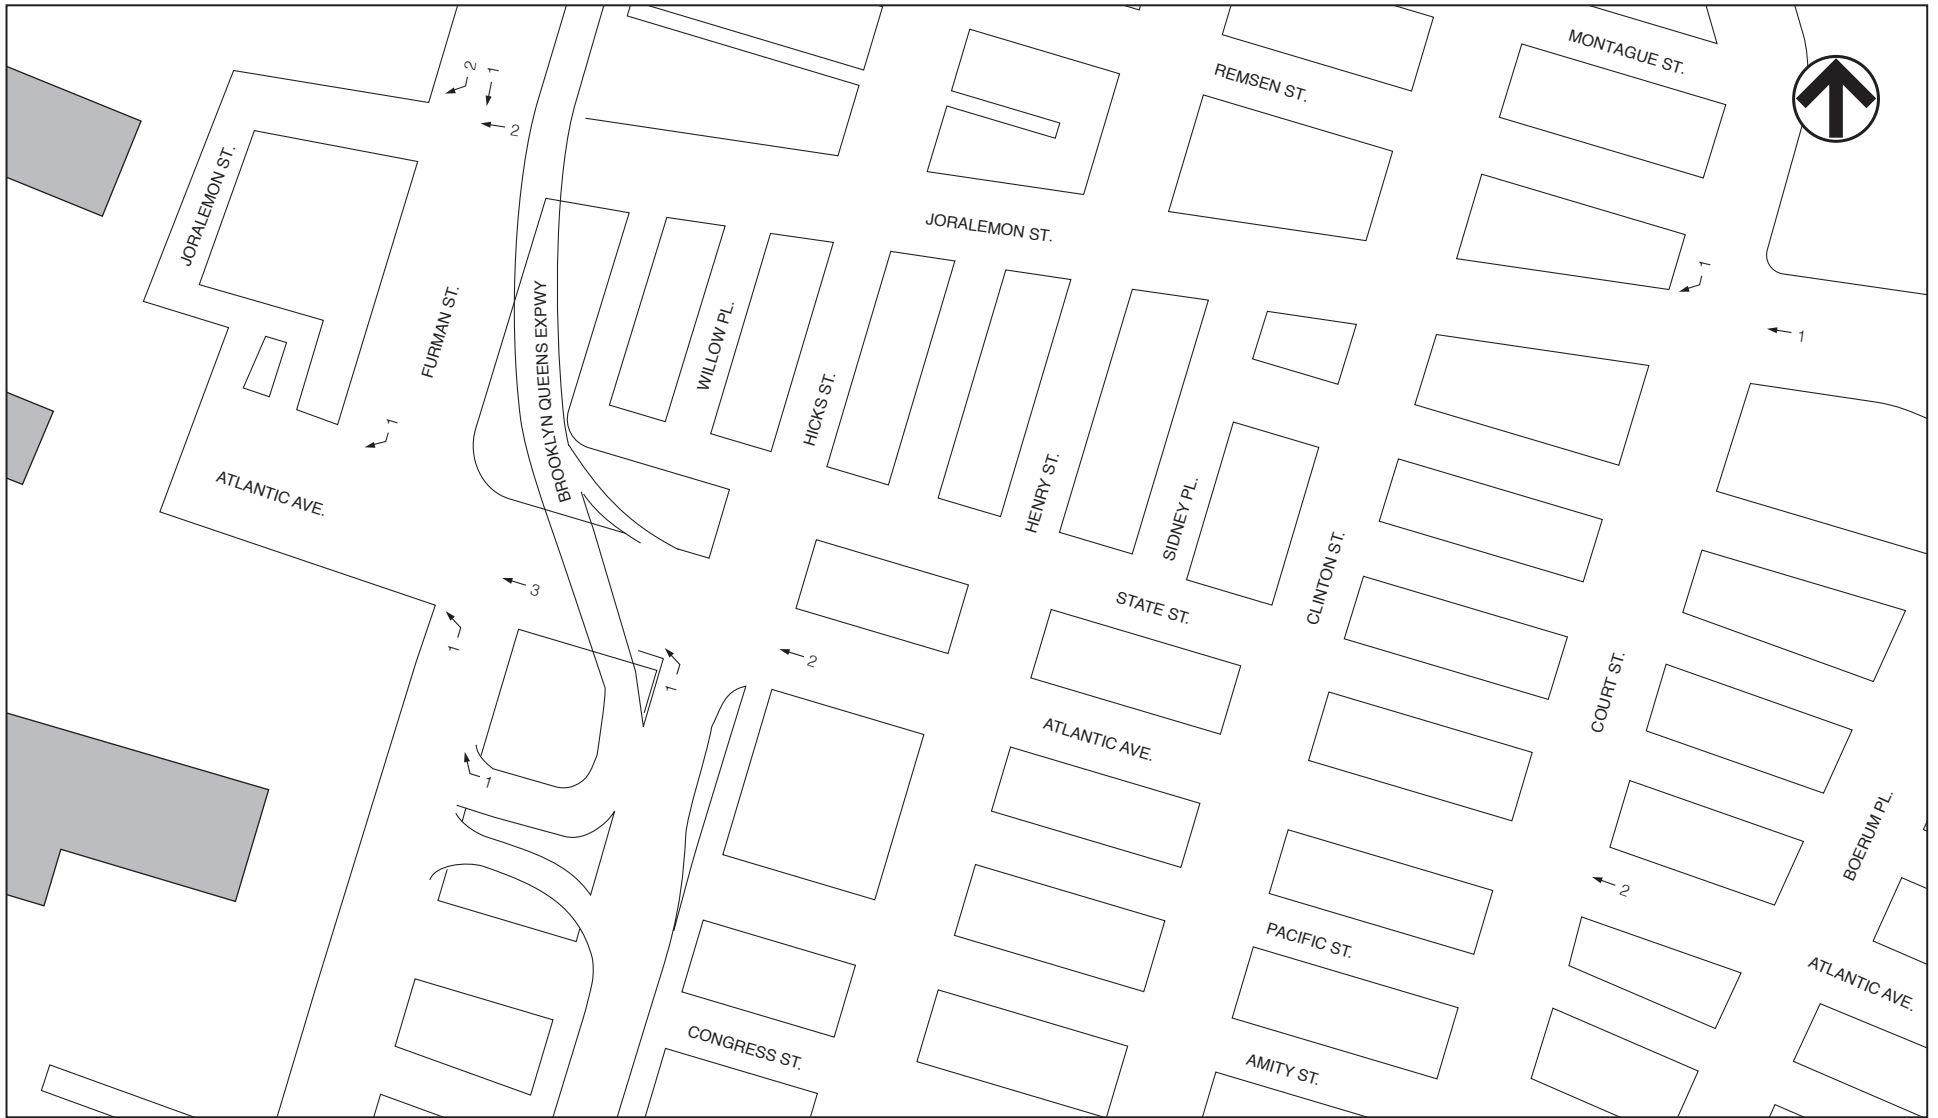 MONTAGUE ST.
REMSEN ST.
2
1
2
JORALEMON ST.
JORALEMON ST.
1
1
FURMAN ST.
BROOKLYN QUEENS EXPWY
WILLOW PL.
HICKS ST.
1
ATLANTIC AVE.
HENRY ST.
SIDNEY PL.
CLINTON ST.
3
STATE ST.
1
1
2
COURT ST.
ATLANTIC AVE.
1
BOERUM PL.
2
PACIFIC ST.
ATLANTIC AVE.
CONGRESS ST.
AMITY ST.